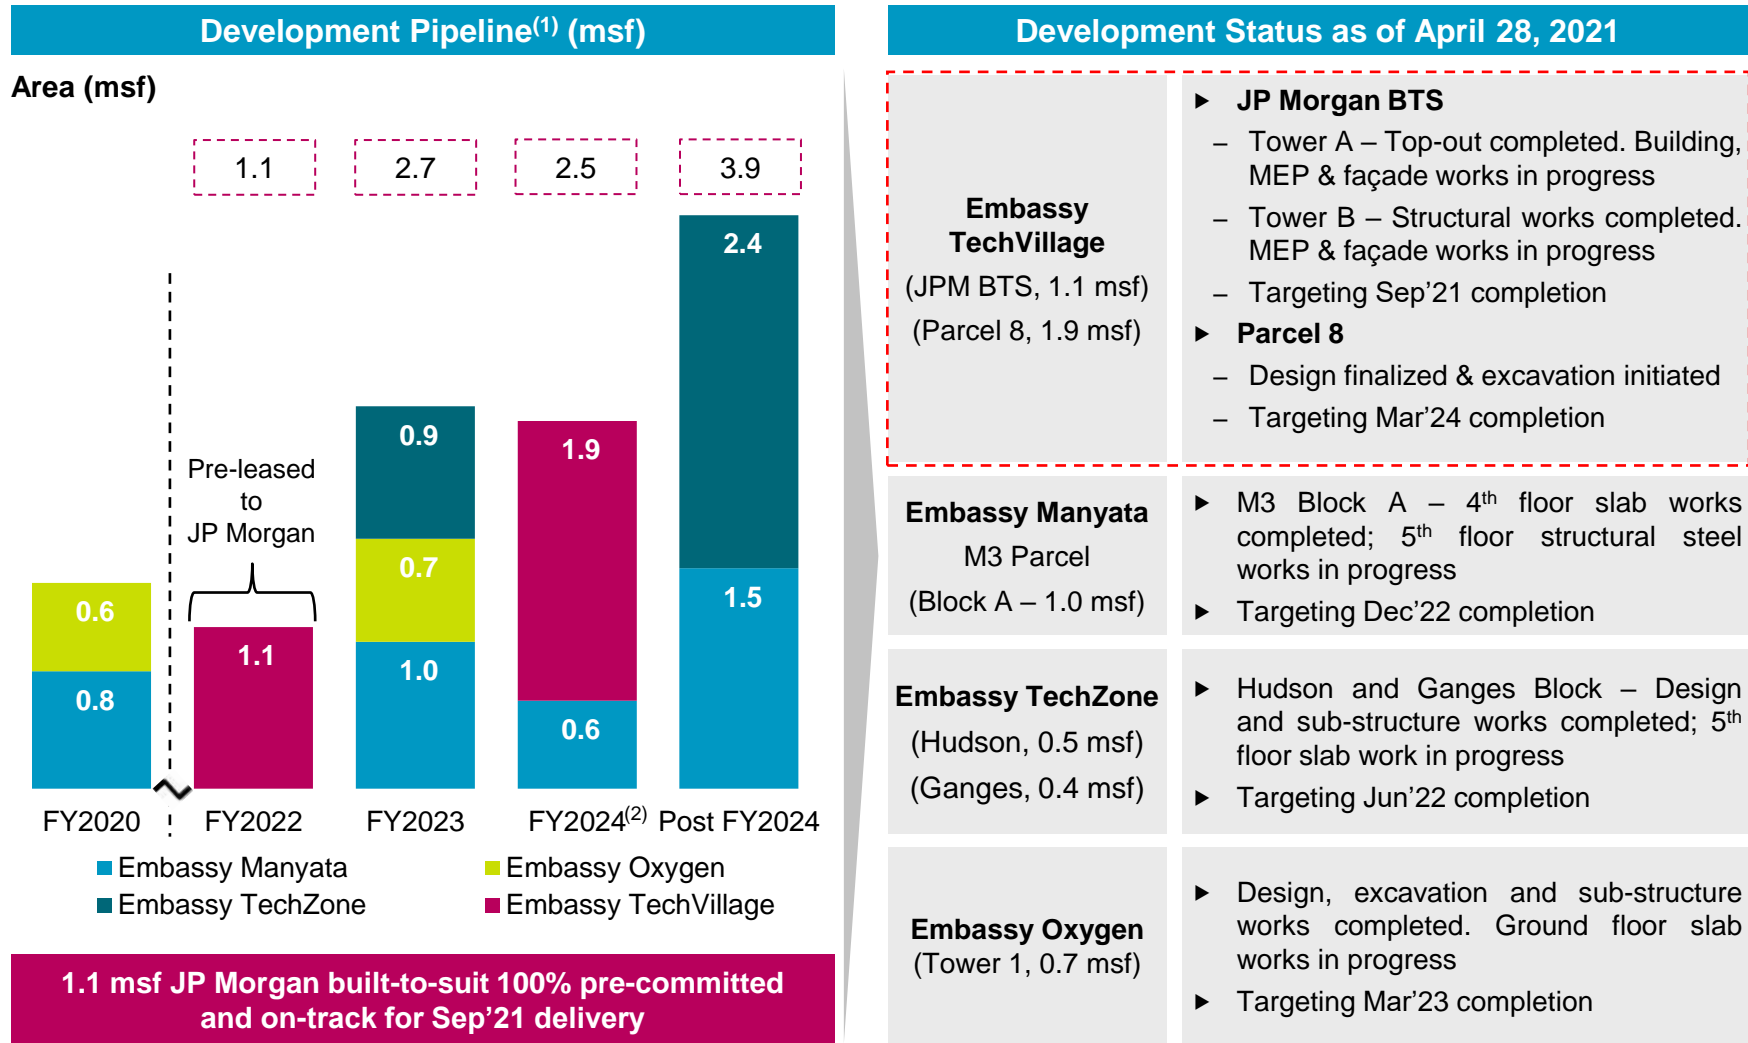 Development Pipeline(1) (msf)
Area (msf)
1.1
2.7
2.5
3.9
0.6
0.8
Pre-leased
to
JP Morgan
1.1
0.9
0.7
1.0
1.9
0.6
2.4
1.5
FY2020
FY2022
FY2023
FY2024(2)
Post FY2024
Embassy Manyata
Embassy Oxygen
Embassy TechZone
Embassy TechVillage
1.1 msf JP Morgan built-to-suit 100% pre-committed
and on-track for Sep’21 delivery
Development Status as of April 28, 2021
Embassy
TechVillage
(JPM BTS, 1.1 msf)
(Parcel 8, 1.9 msf)
► JP Morgan BTS
– Tower A – Top-out completed. Building,
MEP & façade works in progress
– Tower B – Structural works completed.
MEP & façade works in progress
– Targeting Sep’21 completion
► Parcel 8
– Design finalized & excavation initiated
– Targeting Mar’24 completion
Embassy Manyata
M3 Parcel
(Block A – 1.0 msf)
► M3 Block A – 4th floor slab works
completed; 5th floor structural steel
works in progress
► Targeting Dec’22 completion
Embassy TechZone
(Hudson, 0.5 msf)
(Ganges, 0.4 msf)
► Hudson and Ganges Block – Design
and sub-structure works completed; 5th
floor slab work in progress
► Targeting Jun’22 completion
Embassy Oxygen
(Tower 1, 0.7 msf)
► Design, excavation and sub-structure
works completed. Ground floor slab
works in progress
► Targeting Mar’23 completion